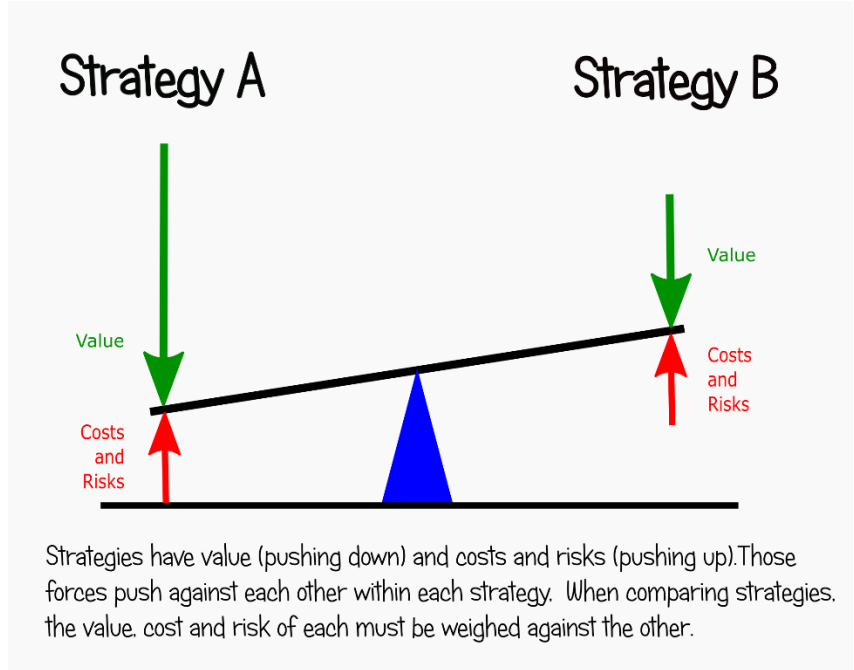 Strategy A
Strategy B
Value
Value
Costs
and
Risks
Costs
and
Risks
Strategies have value (pushing down) and costs and risks (pushing up).Those
forces push against each other within each strategy.  When comparing strategies,
the value, cost and risk of each must be weighed against the other.